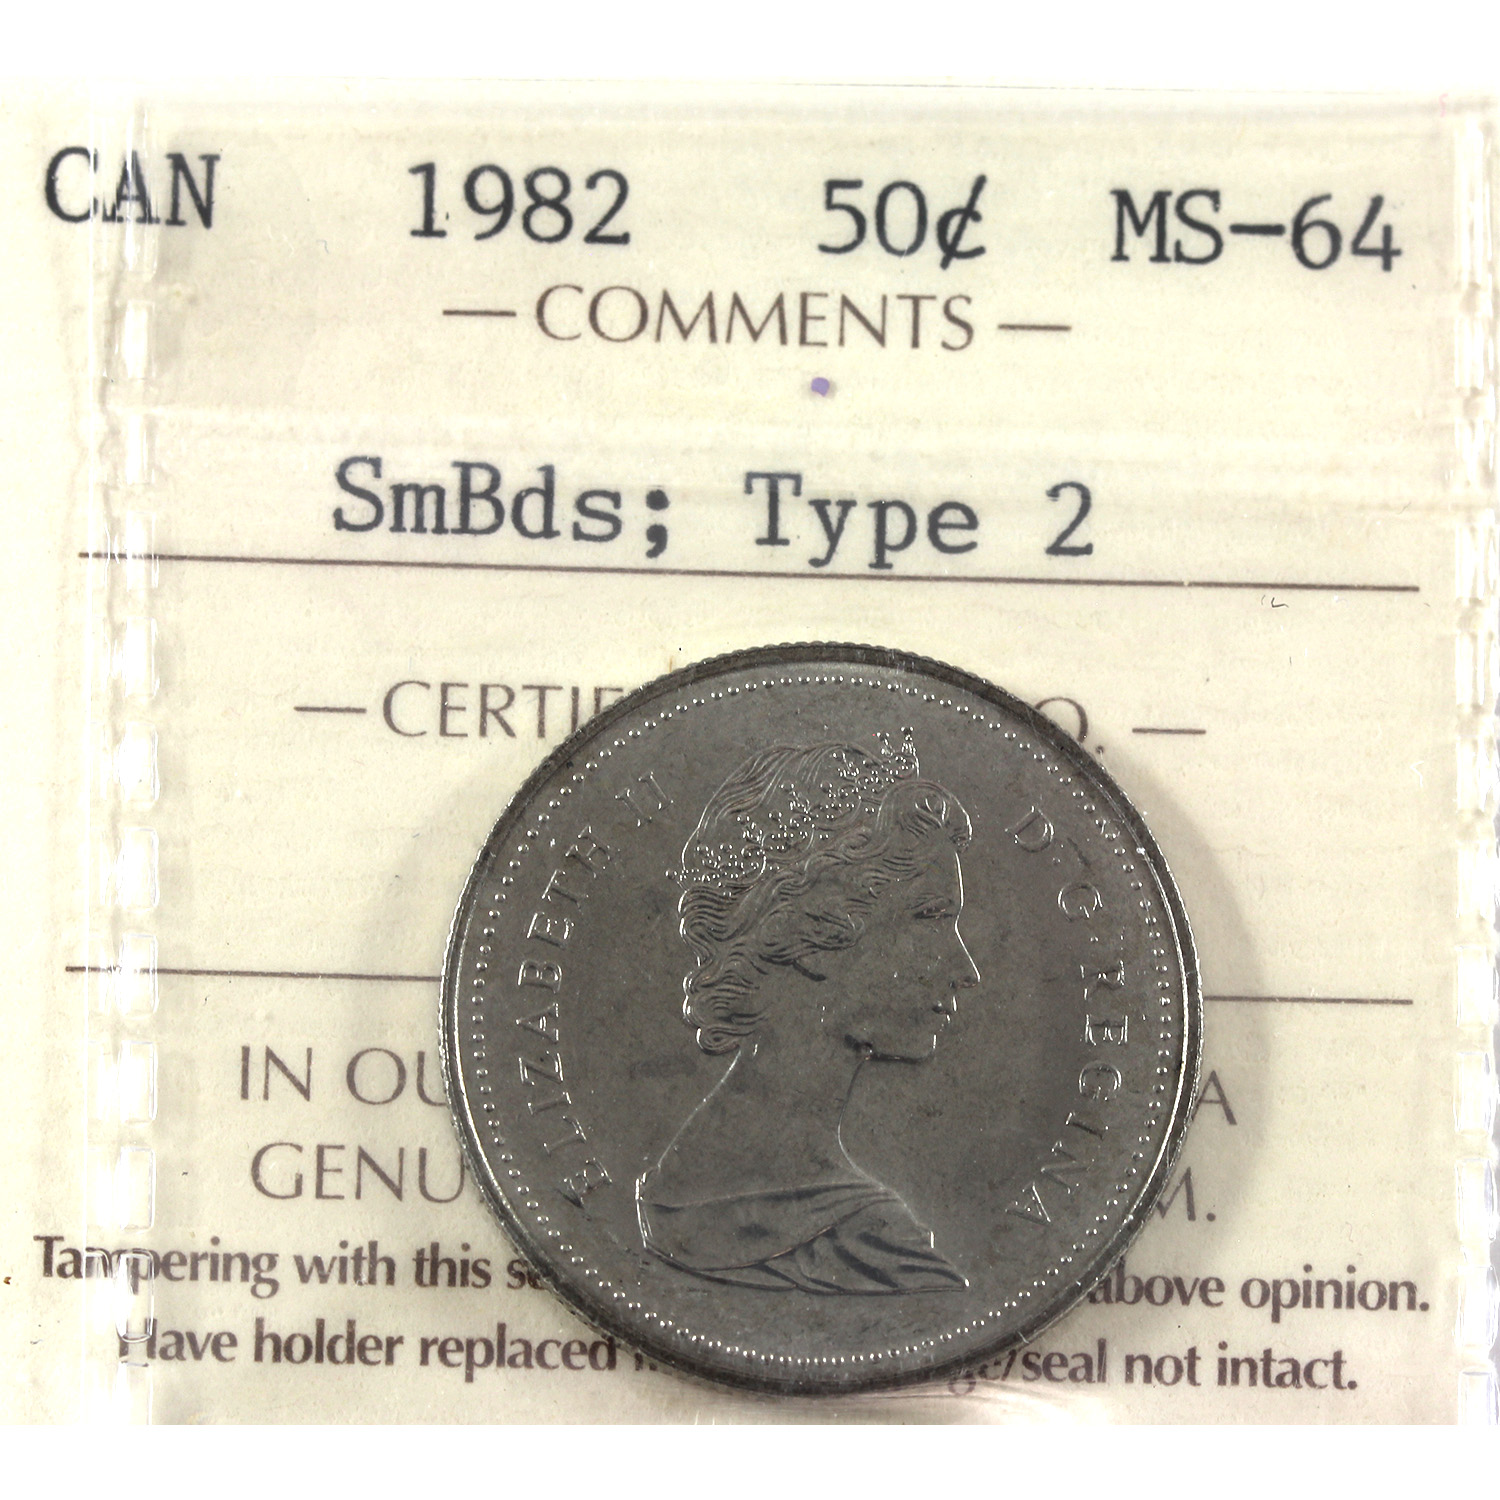 CAN 1982 50¢ MS-64
— COMMENTS —
SmBds; Type 2
— CERTIF O. —
ELIZABETH II D·G·REGINA
IN OU A
GENU M.
Tampering with this s above opinion.
Have holder replaced /seal not intact.